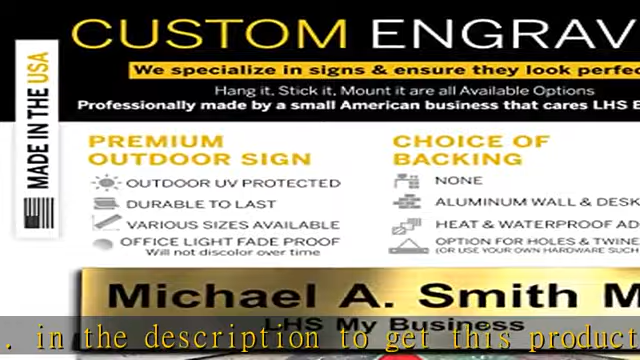 CUSTOM ENGRAV
We specialize in signs & ensure they look perfec
Hang it, Stick it, Mount it are all Available Options
Professionally made by a small American business that cares LHS E
MADE IN THE USA
PREMIUM
OUTDOOR SIGN
OUTDOOR UV PROTECTED
DURABLE TO LAST
VARIOUS SIZES AVAILABLE
OFFICE LIGHT FADE PROOF
Will not discolor over time
CHOICE OF
BACKING
NONE
ALUMINUM WALL & DESK
HEAT & WATERPROOF AD
OPTION FOR HOLES & TWINE
(OR USE YOUR OWN HARDWARE SUCH
Michael A. Smith M
LHS My Business
. in the description to get this product